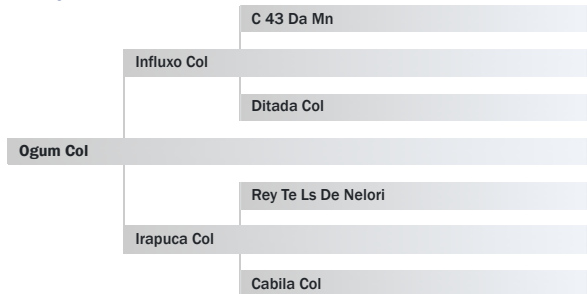 C 43 Da Mn
Influxo Col
Ditada Col
Ogum Col
Rey Te Ls De Nelori
Irapuca Col
Cabila Col